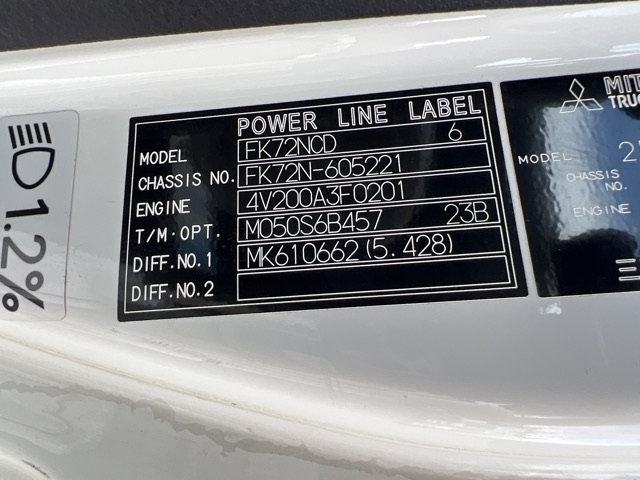 POWER LINE LABEL
MODEL FK72NCD 6
CHASSIS NO. FK72N-605221
ENGINE 4V200A3F0201
T/M·OPT. M050S6B457 23B
DIFF.NO.1 MK610662(5.428)
DIFF.NO.2
1.2%
MODEL
CHASSIS NO.
ENGINE